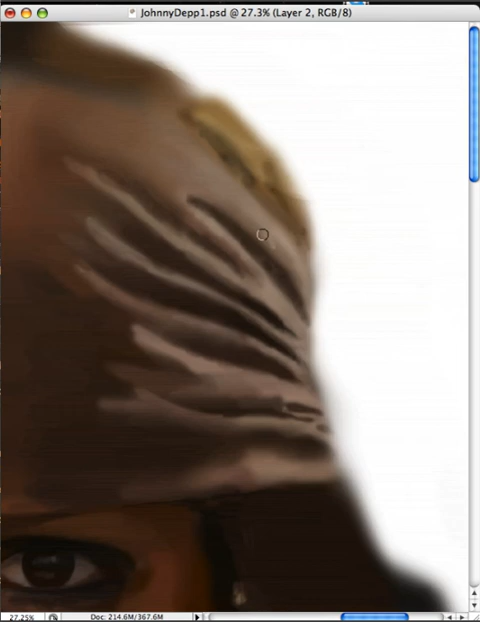 JohnnyDepp1.psd @ 27.3% (Layer 2, RGB/8)
27.25% Doc: 214.6M/367.6M